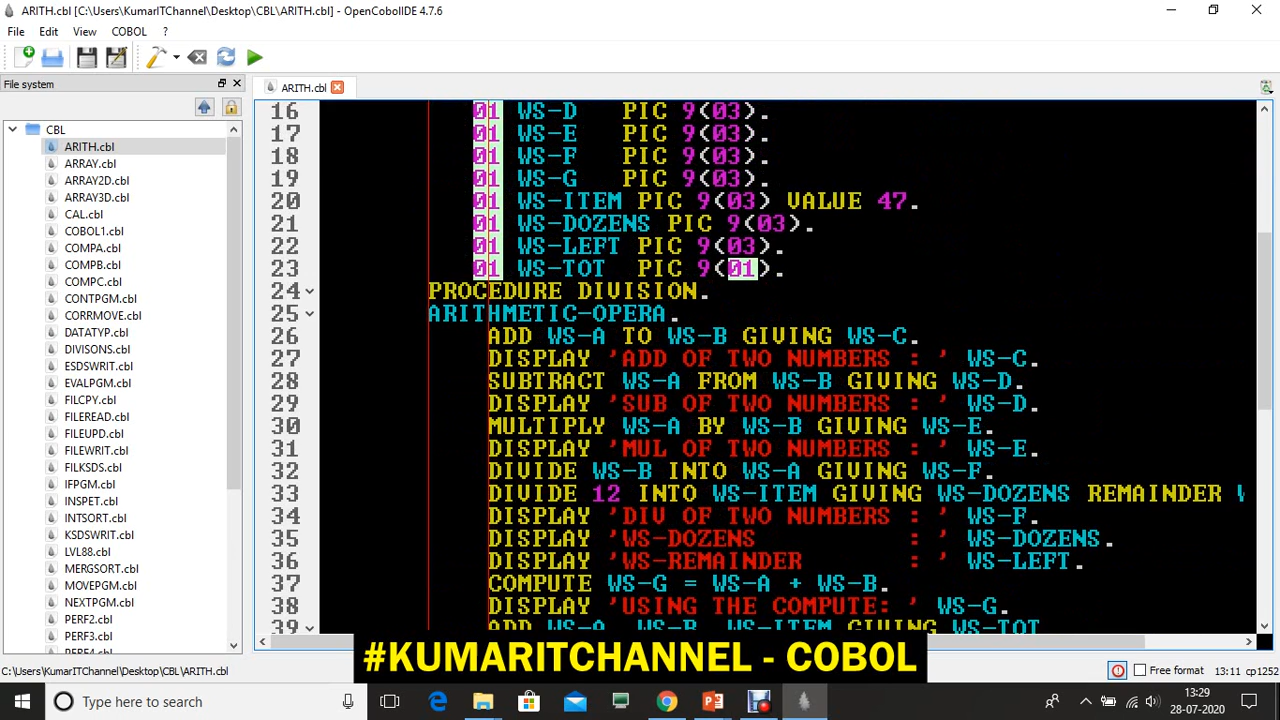 ARITH.cbl [C:\Users\KumarITChannel\Desktop\CBL\ARITH.cbl] - OpenCobolIDE 4.7.6
File Edit View COBOL ?
File system
ARITH.cbl
CBL
ARITH.cbl
ARRAY.cbl
ARRAY2D.cbl
ARRAY3D.cbl
CAL.cbl
COBOL1.cbl
COMPA.cbl
COMPB.cbl
COMPC.cbl
CONTPGM.cbl
CORRMOVE.cbl
DATATYP.cbl
DIVISONS.cbl
ESDSWRIT.cbl
EVALPGM.cbl
FILCPY.cbl
FILEREAD.cbl
FILEUPD.cbl
FILEWRIT.cbl
FILKSDS.cbl
IFPGM.cbl
INSPET.cbl
INTSORT.cbl
KSDSWRIT.cbl
LVL88.cbl
MERGSORT.cbl
MOVEPGM.cbl
NEXTPGM.cbl
PERF2.cbl
PERF3.cbl
PERF4.cbl
16 01 WS-D PIC 9(03).
17 01 WS-E PIC 9(03).
18 01 WS-F PIC 9(03).
19 01 WS-G PIC 9(03).
20 01 WS-ITEM PIC 9(03) VALUE 47.
21 01 WS-DOZENS PIC 9(03).
22 01 WS-LEFT PIC 9(03).
23 01 WS-TOT PIC 9(01).
24 PROCEDURE DIVISION.
25 ARITHMETIC-OPERA.
26 ADD WS-A TO WS-B GIVING WS-C.
27 DISPLAY 'ADD OF TWO NUMBERS : ' WS-C.
28 SUBTRACT WS-A FROM WS-B GIVING WS-D.
29 DISPLAY 'SUB OF TWO NUMBERS : ' WS-D.
30 MULTIPLY WS-A BY WS-B GIVING WS-E.
31 DISPLAY 'MUL OF TWO NUMBERS : ' WS-E.
32 DIVIDE WS-B INTO WS-A GIVING WS-F.
33 DIVIDE 12 INTO WS-ITEM GIVING WS-DOZENS REMAINDER W
34 DISPLAY 'DIV OF TWO NUMBERS : ' WS-F.
35 DISPLAY 'WS-DOZENS : ' WS-DOZENS.
36 DISPLAY 'WS-REMAINDER : ' WS-LEFT.
37 COMPUTE WS-G = WS-A + WS-B.
38 DISPLAY 'USING THE COMPUTE: ' WS-G.
39 ADD WS-A WS-B WS-ITEM GIVING WS-TOT
#KUMARITCHANNEL - COBOL
C:\Users\KumarITChannel\Desktop\CBL\ARITH.cbl
Free format 13:11 cp1252
Type here to search
13:29
28-07-2020